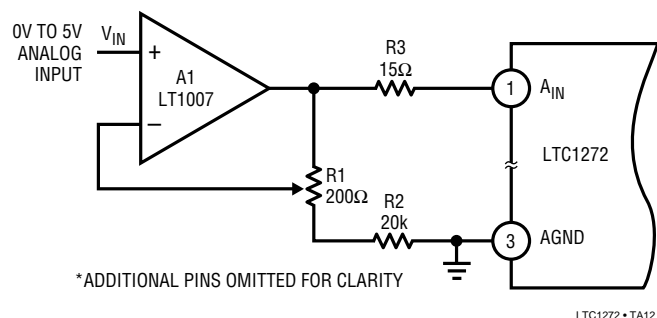 0V TO 5V
ANALOG
INPUT
V_IN
+
−
A1
LT1007
R3
15Ω
1
A_IN
LTC1272
R1
200Ω
R2
20k
3
AGND
*ADDITIONAL PINS OMITTED FOR CLARITY
LTC1272 • TA12